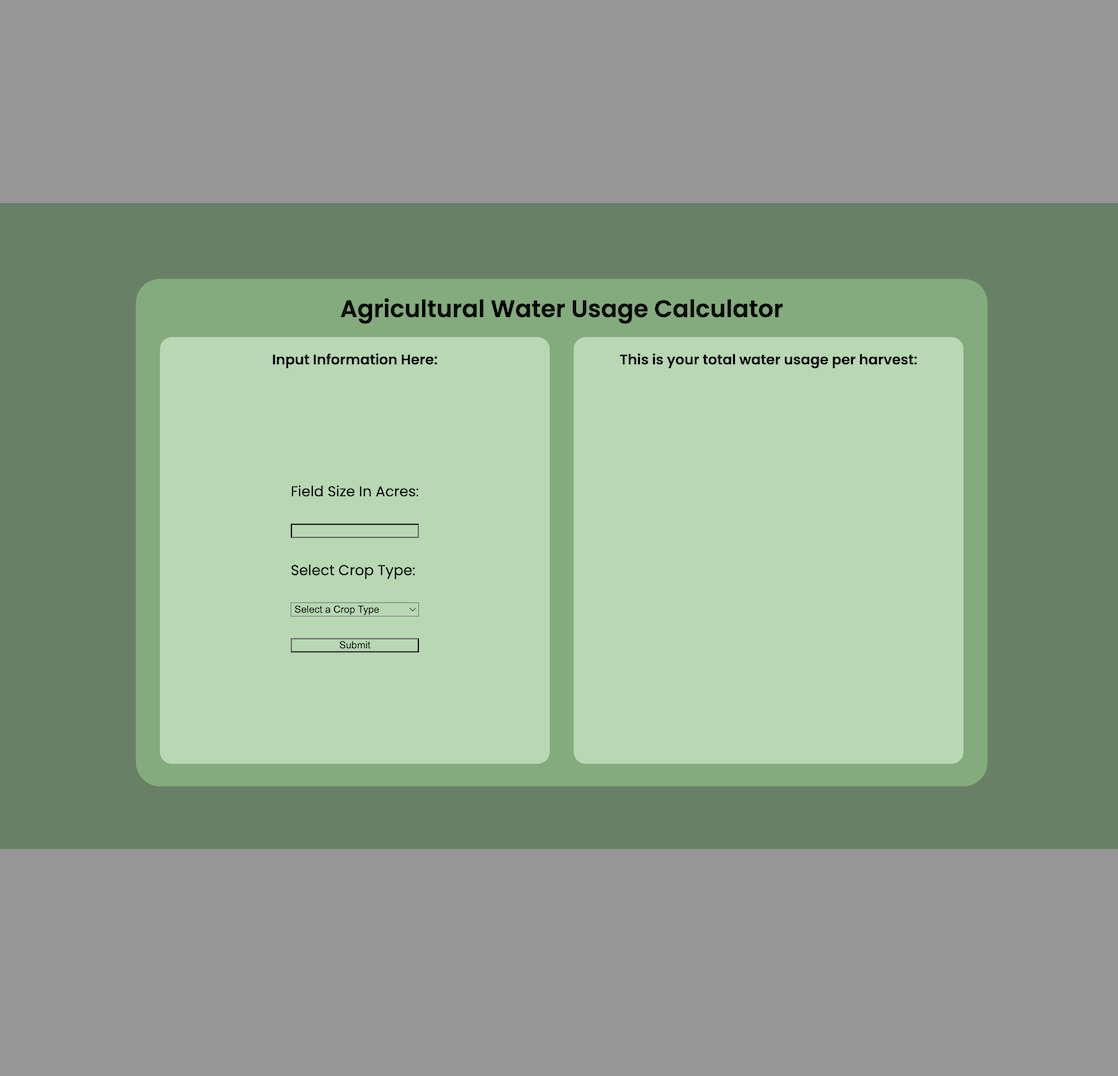 Agricultural Water Usage Calculator
Input Information Here:
Field Size In Acres:
Select Crop Type:
Select a Crop Type
Submit
This is your total water usage per harvest: